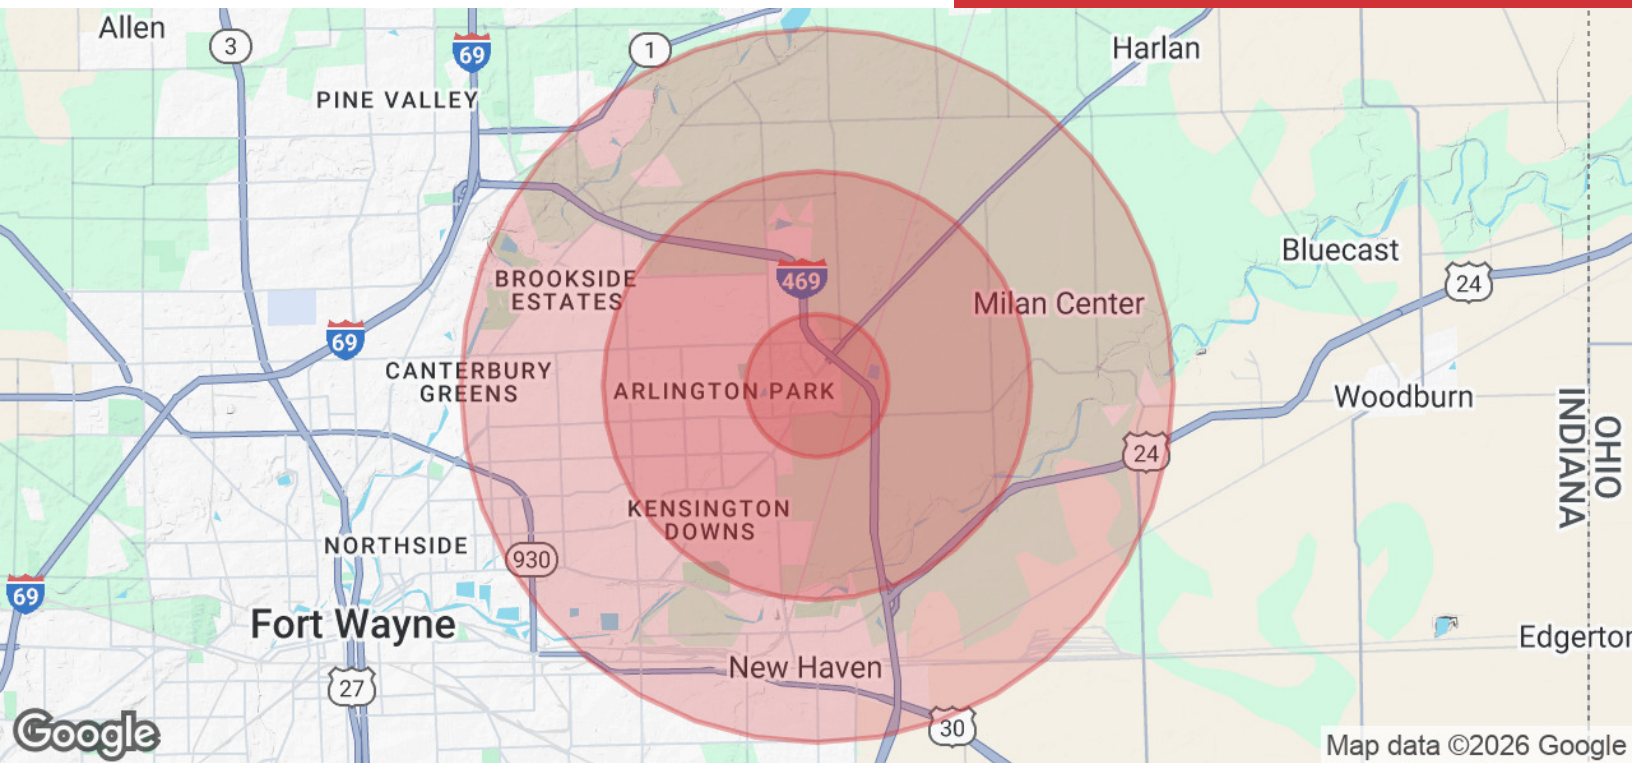 Allen
3
69
1
Harlan
PINE VALLEY
BROOKSIDE
ESTATES
469
Bluecast
24
Milan Center
69
CANTERBURY
GREENS
ARLINGTON PARK
Woodburn
OHIO
INDIANA
24
KENSINGTON
DOWNS
NORTHSIDE
930
69
Fort Wayne
Edgerton
New Haven
27
30
Google
Map data ©2026 Google